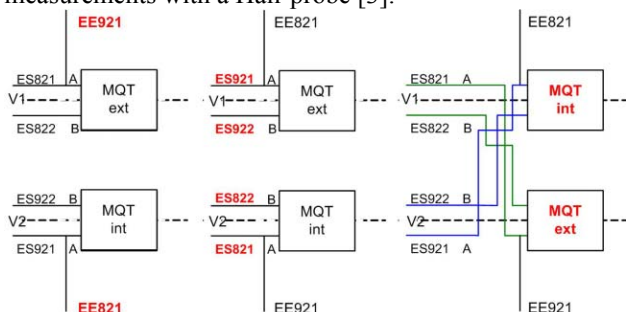 measurements with a Hall probe [3].
EE921 EE821 EE821
ES821 A ES921 A ES821 A
MQT MQT MQT
V1 ext V1 ext V1 int
ES822 B ES922 B ES822 B
ES922 B ES822 B ES922 B
MQT MQT MQT
V2 int V2 int V2 ext
ES921 A ES821 A ES921 A
EE821 EE921 EE921